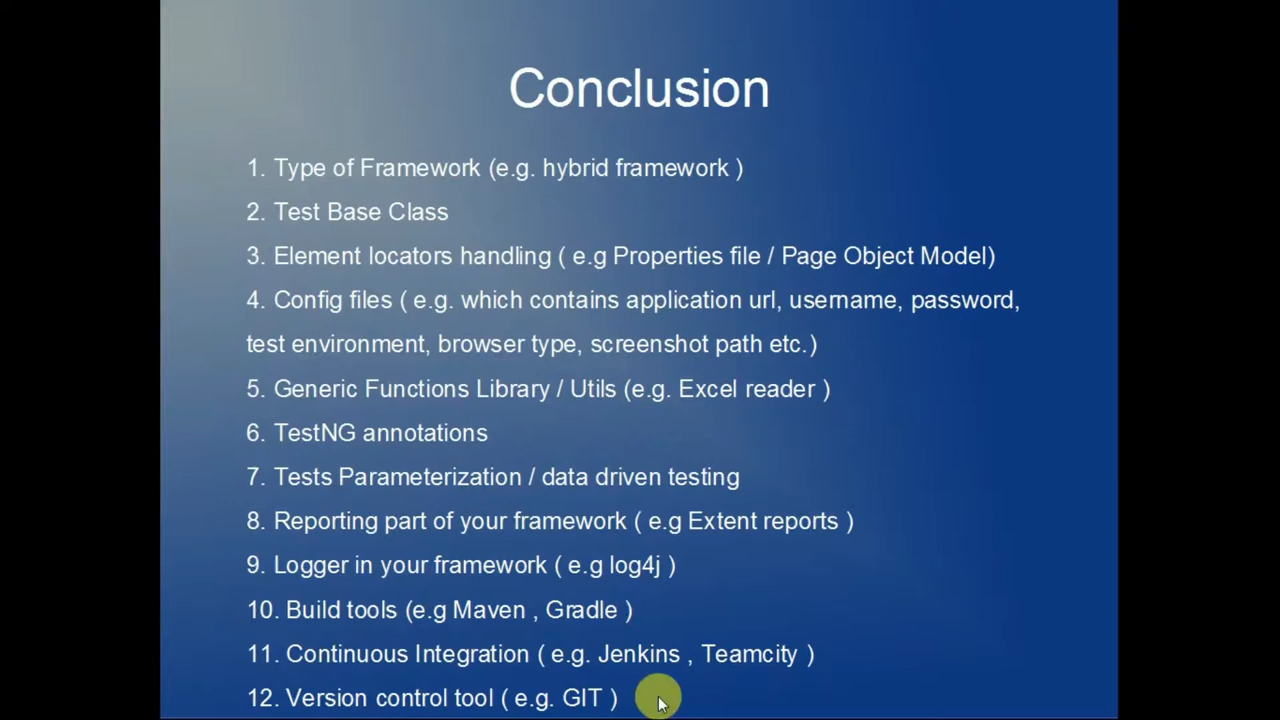 Conclusion
1. Type of Framework (e.g. hybrid framework )
2. Test Base Class
3. Element locators handling ( e.g Properties file / Page Object Model)
4. Config files ( e.g. which contains application url, username, password,
test environment, browser type, screenshot path etc.)
5. Generic Functions Library / Utils (e.g. Excel reader )
6. TestNG annotations
7. Tests Parameterization / data driven testing
8. Reporting part of your framework ( e.g Extent reports )
9. Logger in your framework ( e.g log4j )
10. Build tools (e.g Maven , Gradle )
11. Continuous Integration ( e.g. Jenkins , Teamcity )
12. Version control tool ( e.g. GIT )